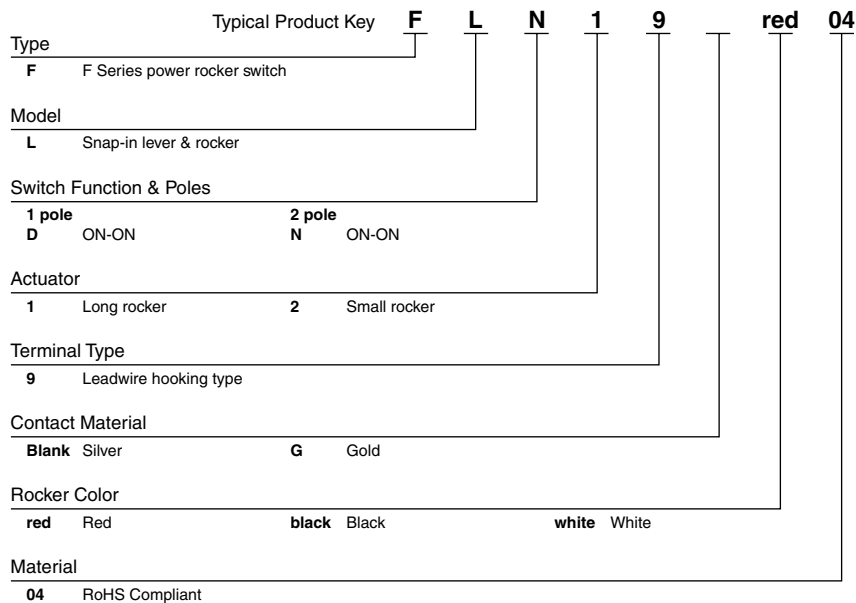 Typical Product Key F L N 1 9 red 04
Type
F F Series power rocker switch
Model
L Snap-in lever & rocker
Switch Function & Poles
1 pole 2 pole
D ON-ON N ON-ON
Actuator
1 Long rocker 2 Small rocker
Terminal Type
9 Leadwire hooking type
Contact Material
Blank Silver G Gold
Rocker Color
red Red black Black white White
Material
04 RoHS Compliant